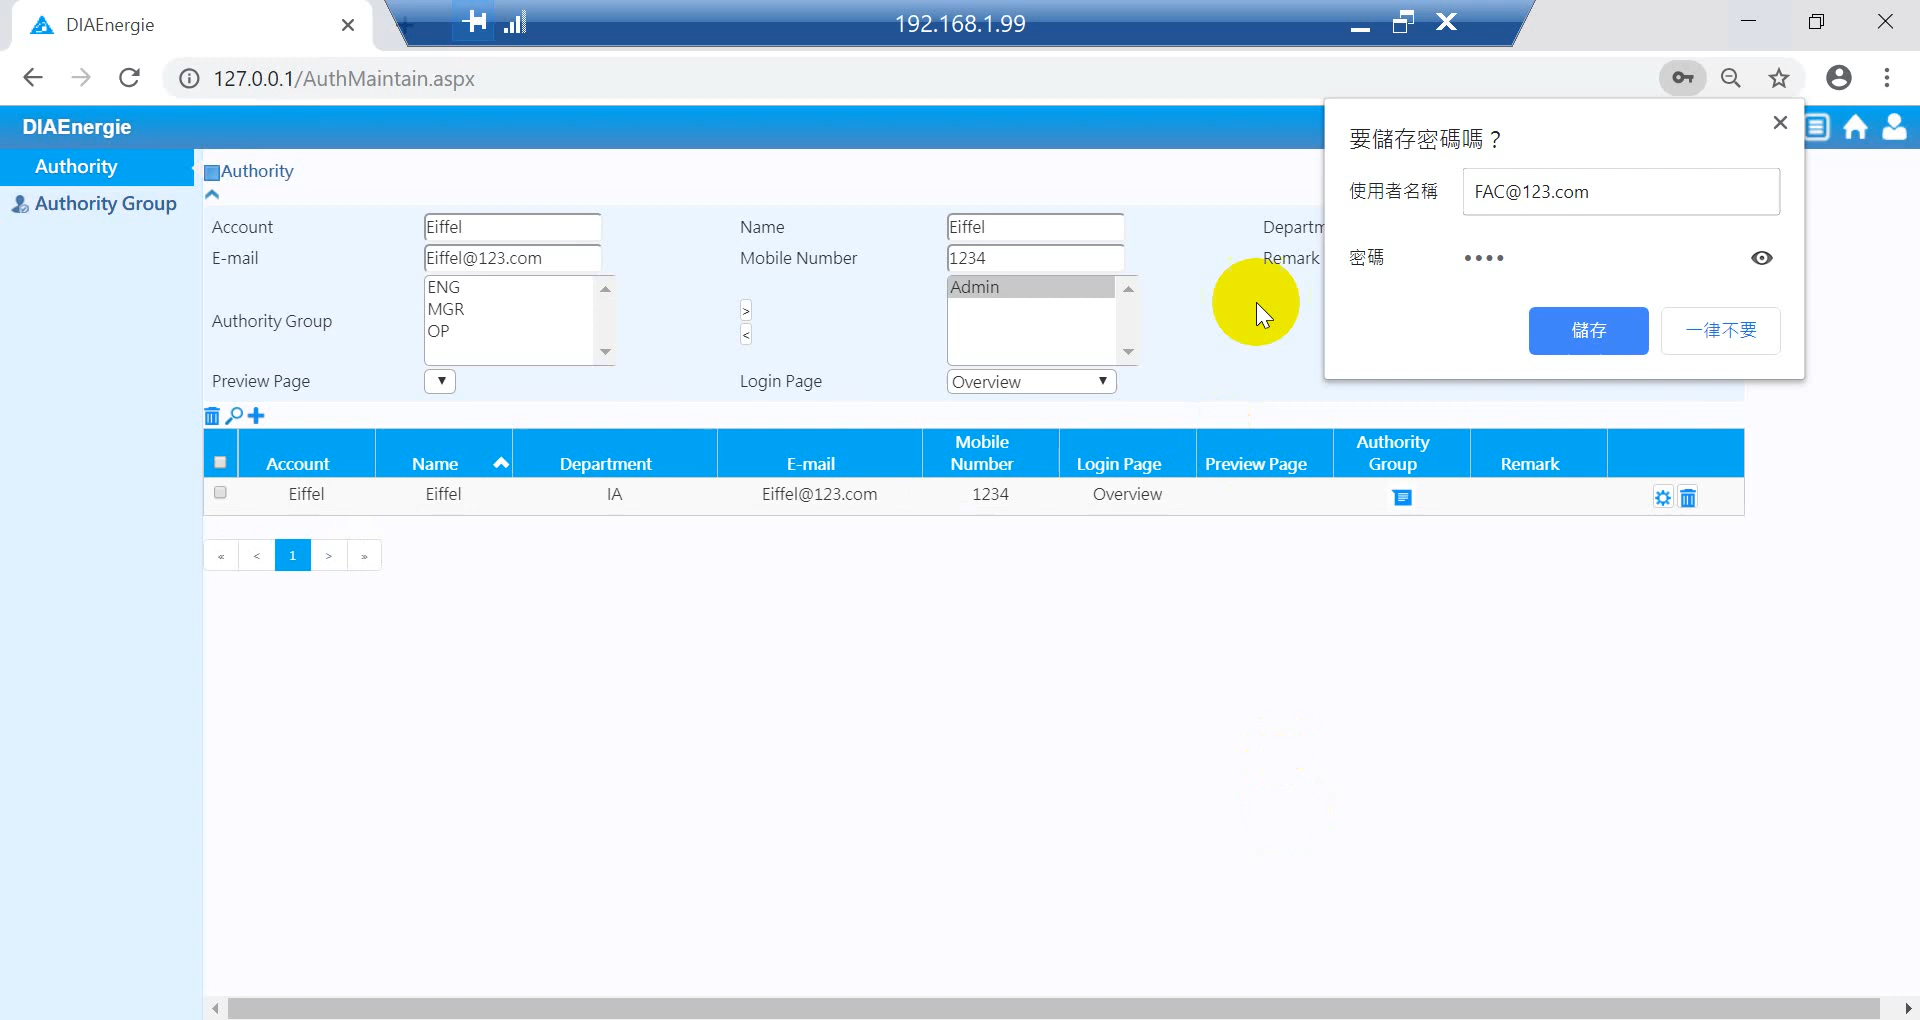 DIAEnergie
192.168.1.99
127.0.0.1/AuthMaintain.aspx
DIAEnergie
Authority
Authority Group
Authority
Account
Eiffel
Name
Eiffel
Departm
E-mail
Eiffel@123.com
Mobile Number
1234
Remark
Authority Group
ENG
MGR
OP
>
<
Admin
Preview Page
Login Page
Overview
要儲存密碼嗎？
使用者名稱
FAC@123.com
密碼
••••
儲存
一律不要
Account
Name
Department
E-mail
Mobile
Number
Login Page
Preview Page
Authority
Group
Remark
Eiffel
Eiffel
IA
Eiffel@123.com
1234
Overview
« < 1 > »